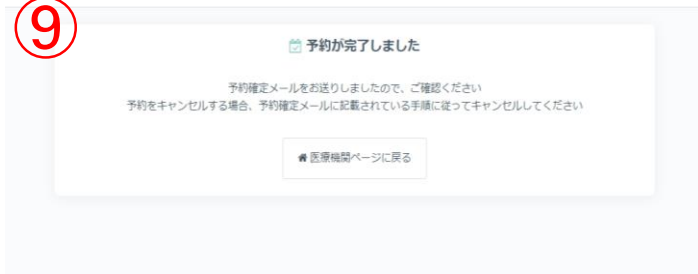 ⑨
予約が完了しました
予約確定メールをお送りしましたので、ご確認ください
予約をキャンセルする場合、予約確定メールに記載されている手順に従ってキャンセルしてください
医療機関ページに戻る